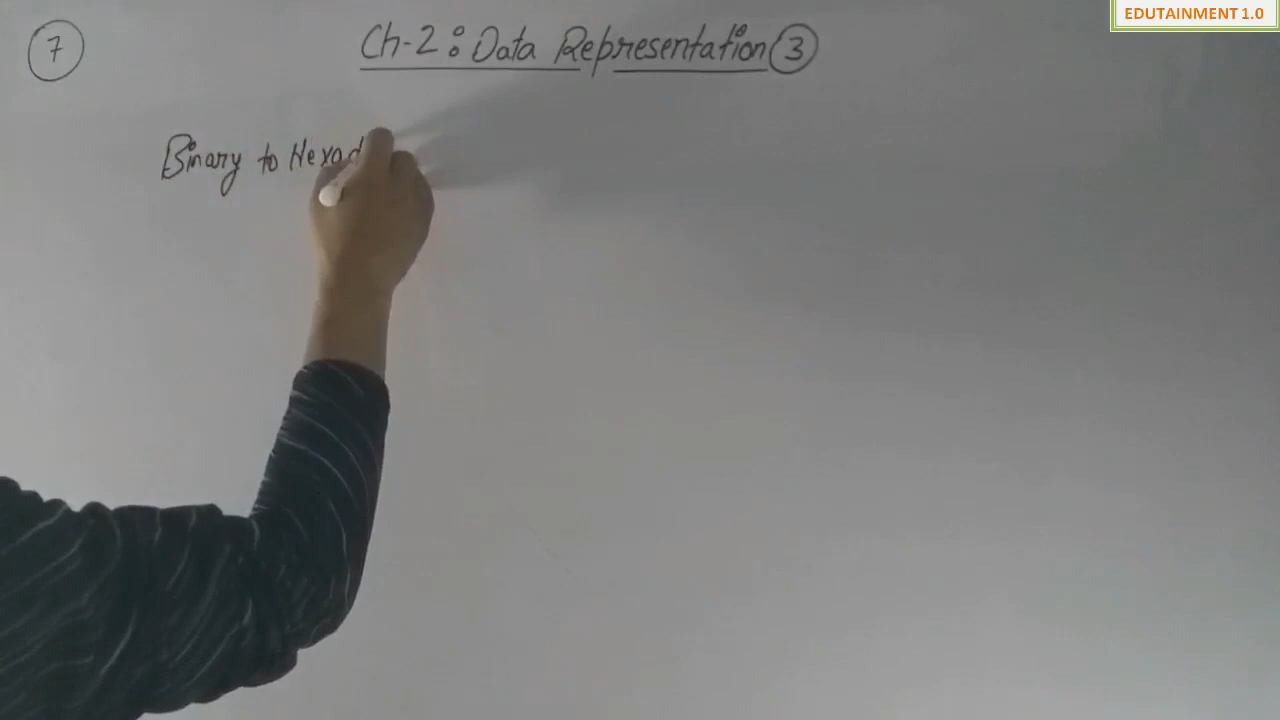 EDUTAINMENT 1.0
7 Ch-2: Data Representation 3
Binary to Hexad